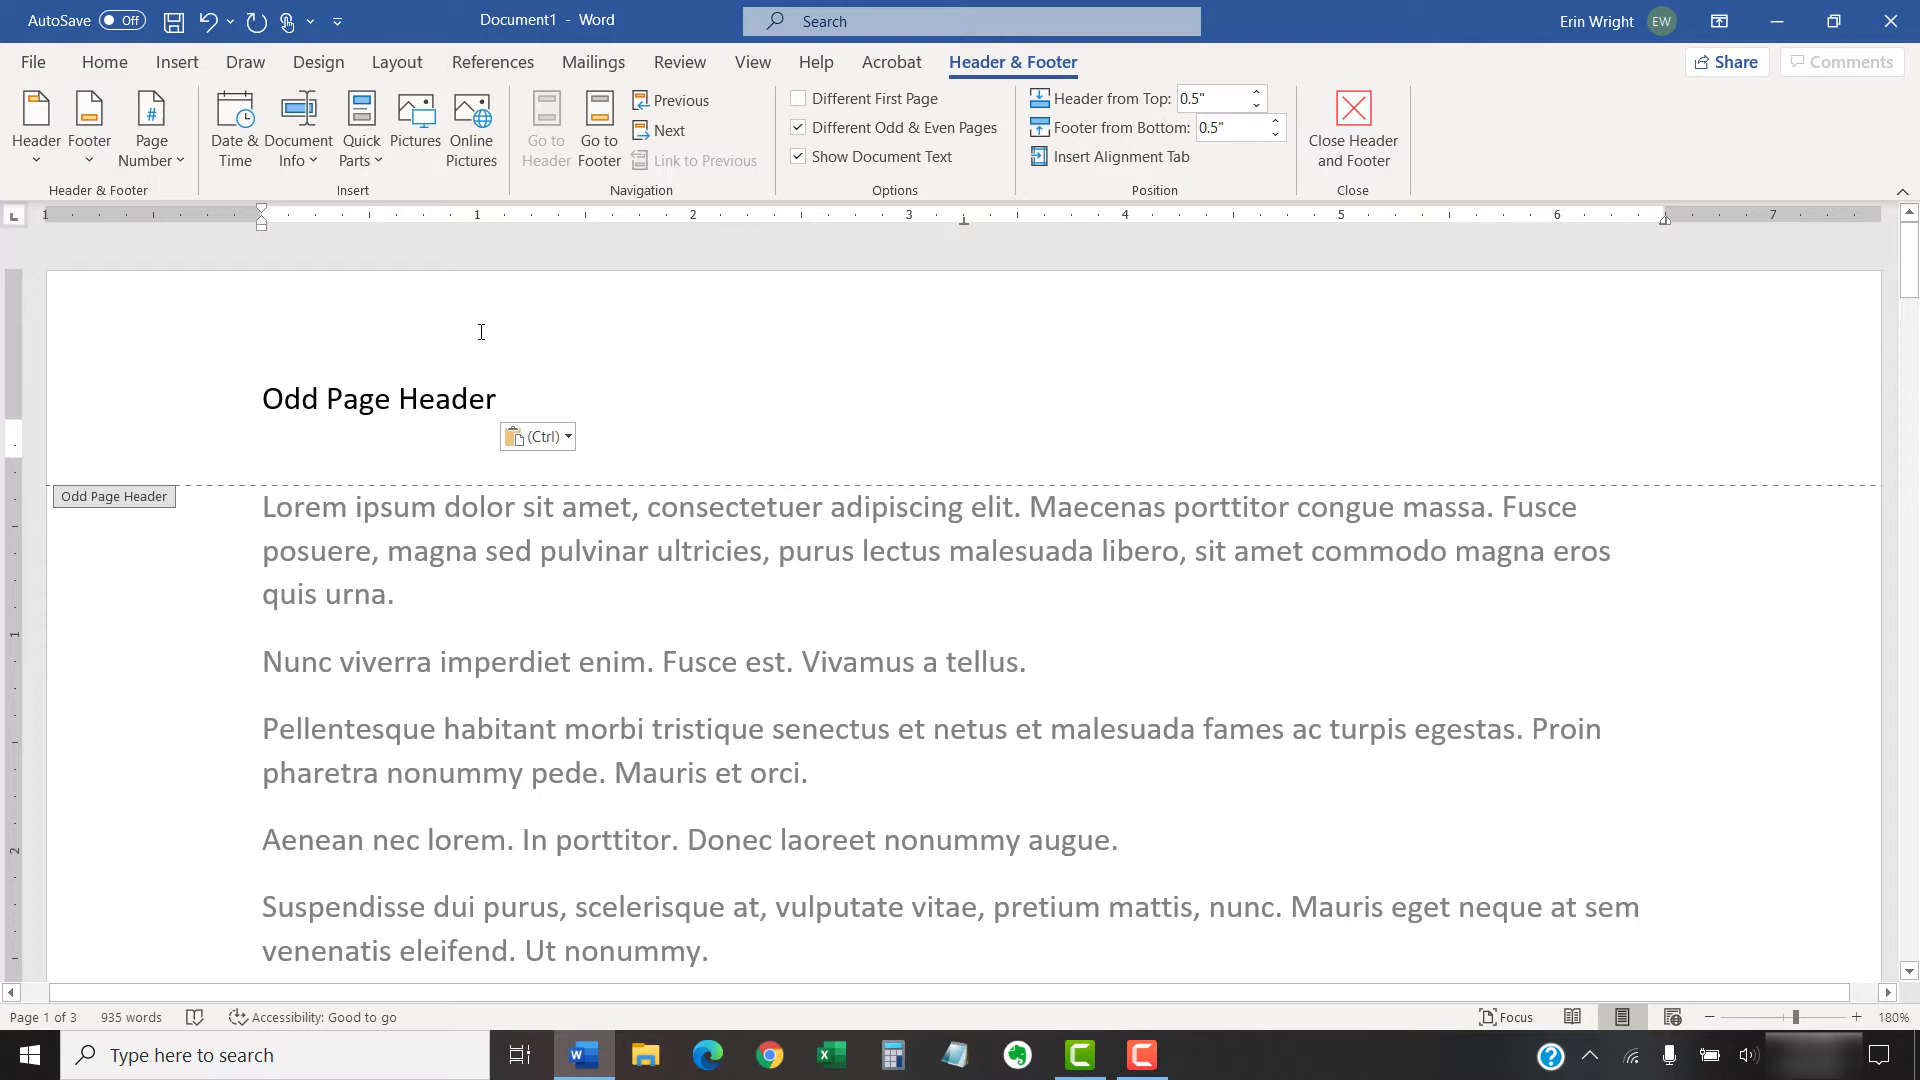 AutoSave Off Document1 - Word Search Erin Wright EW
File Home Insert Draw Design Layout References Mailings Review View Help Acrobat Header & Footer Share Comments
Header Footer Page Number
Header & Footer
Date & Time Document Info Quick Parts Pictures Online Pictures
Insert
Go to Header Go to Footer Previous
Next
Link to Previous
Navigation
Different First Page
Different Odd & Even Pages
Show Document Text
Options
Header from Top: 0.5"
Footer from Bottom: 0.5"
Insert Alignment Tab
Position
Close Header and Footer
Close
1 1 2 3 4 5 6 7
Odd Page Header
(Ctrl)
Odd Page Header
Lorem ipsum dolor sit amet, consectetuer adipiscing elit. Maecenas porttitor congue massa. Fusce
posuere, magna sed pulvinar ultricies, purus lectus malesuada libero, sit amet commodo magna eros
quis urna.
Nunc viverra imperdiet enim. Fusce est. Vivamus a tellus.
Pellentesque habitant morbi tristique senectus et netus et malesuada fames ac turpis egestas. Proin
pharetra nonummy pede. Mauris et orci.
Aenean nec lorem. In porttitor. Donec laoreet nonummy augue.
Suspendisse dui purus, scelerisque at, vulputate vitae, pretium mattis, nunc. Mauris eget neque at sem
venenatis eleifend. Ut nonummy.
1
2
Page 1 of 3 935 words Accessibility: Good to go Focus 180%
Type here to search